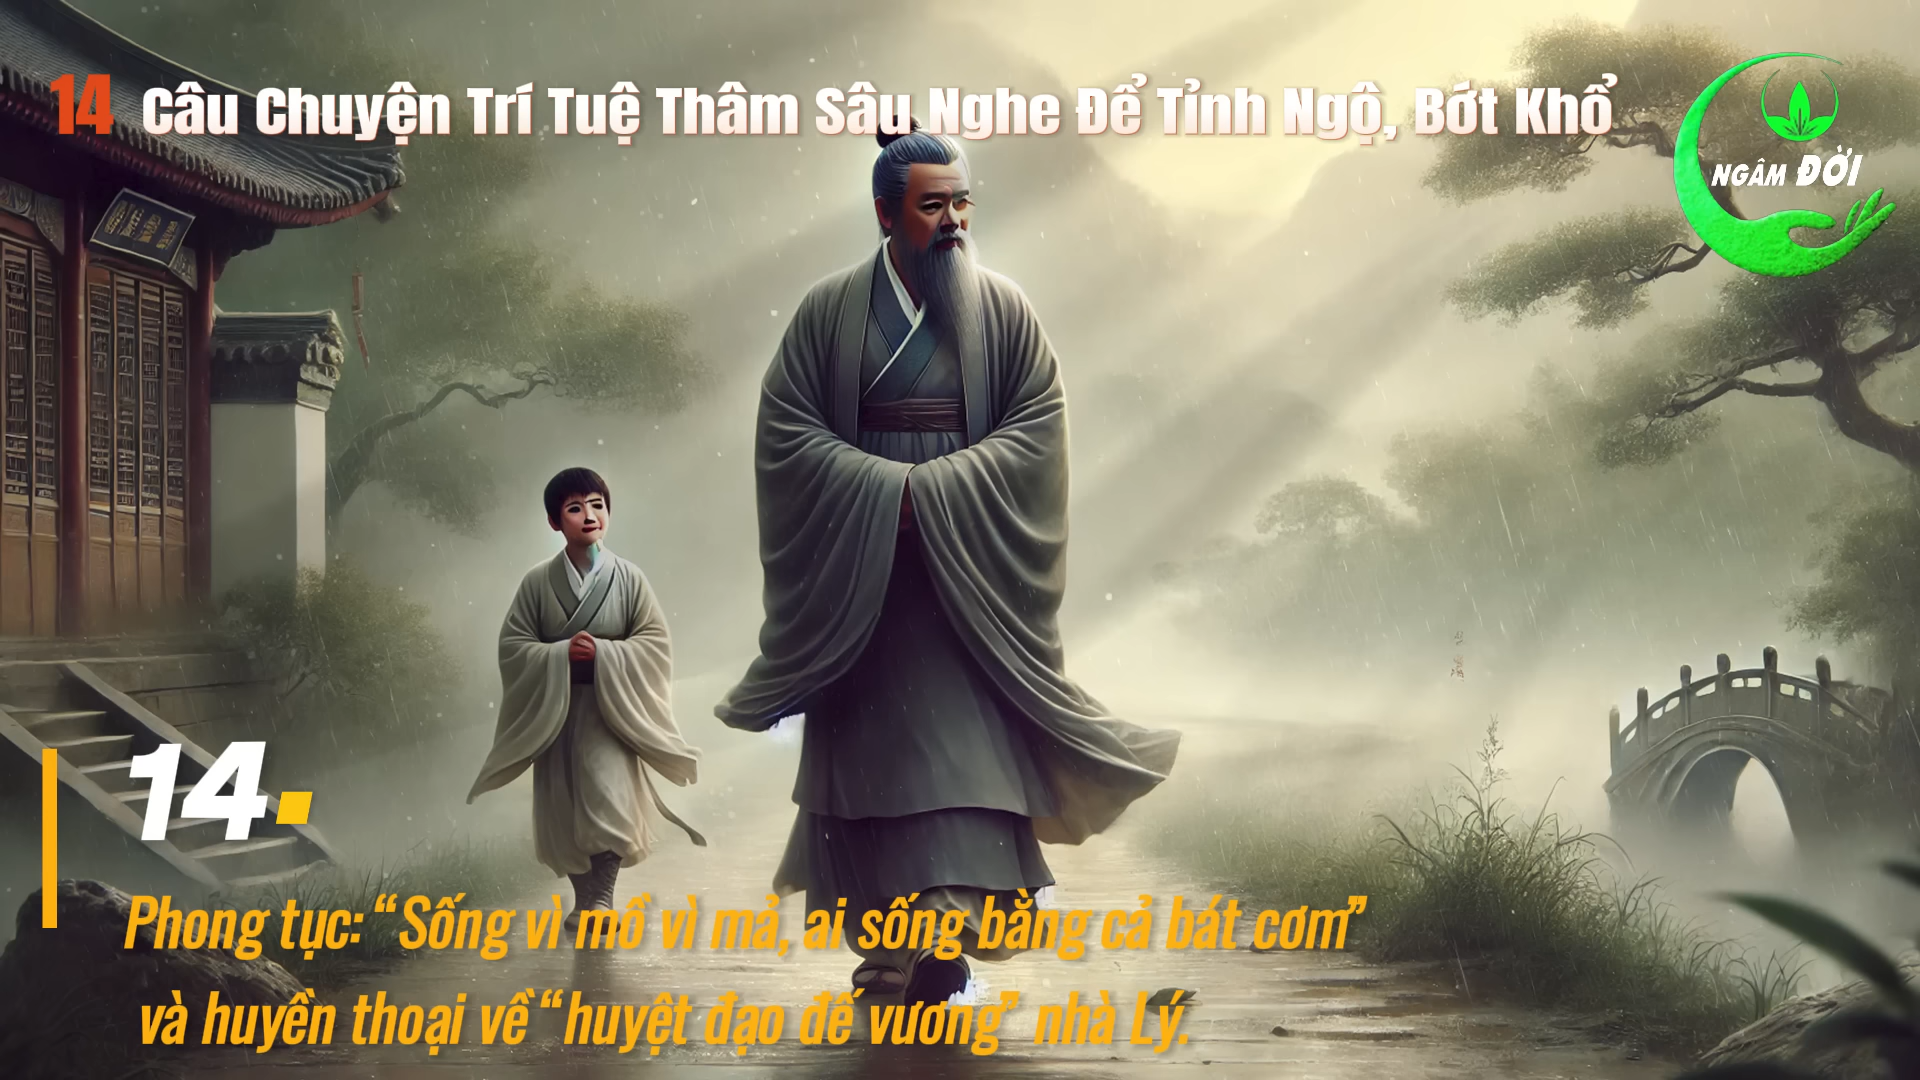 14 Câu Chuyện Trí Tuệ Thâm Sâu Nghe Để Tỉnh Ngộ, Bớt Khổ
NGÂM ĐỜI
14.
Phong tục: “Sống vì mồ vì mả, ai sống bằng cả bát cơm”
và huyền thoại về “huyệt đạo đế vương” nhà Lý.